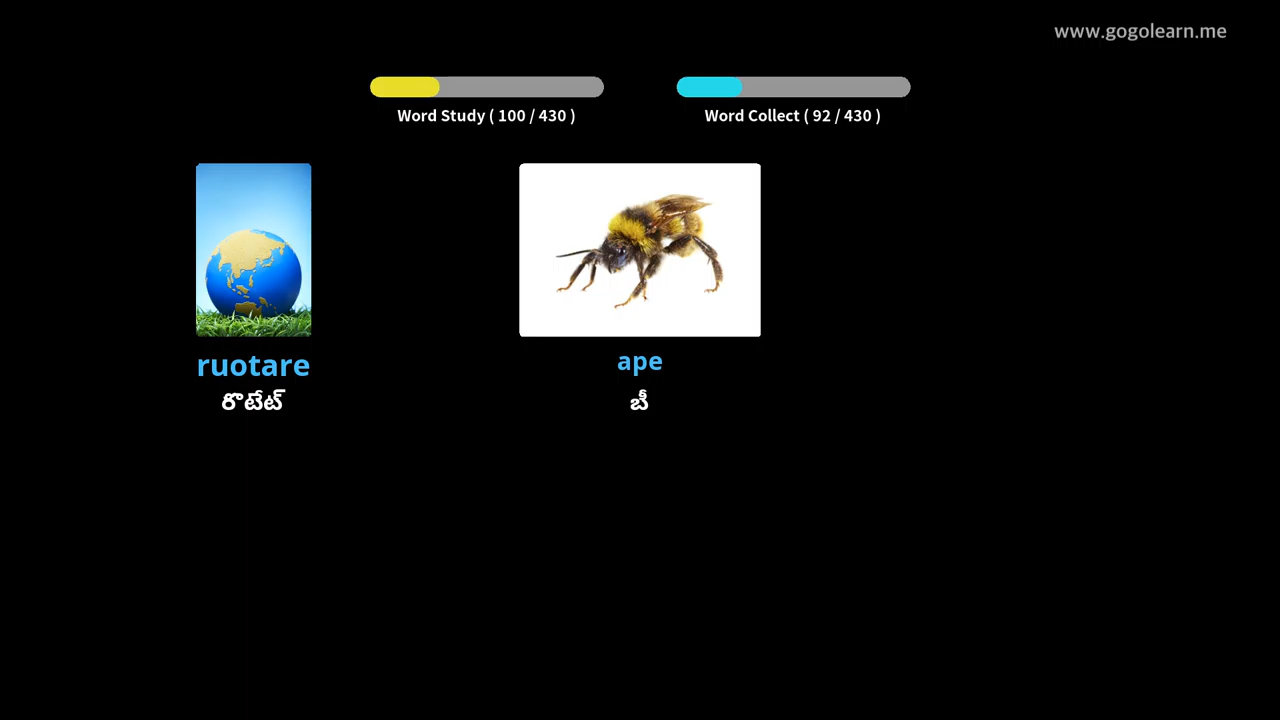 www.gogolearn.me
Word Study ( 100 / 430 )
Word Collect ( 92 / 430 )
ruotare
రొటేట్
ape
బీ